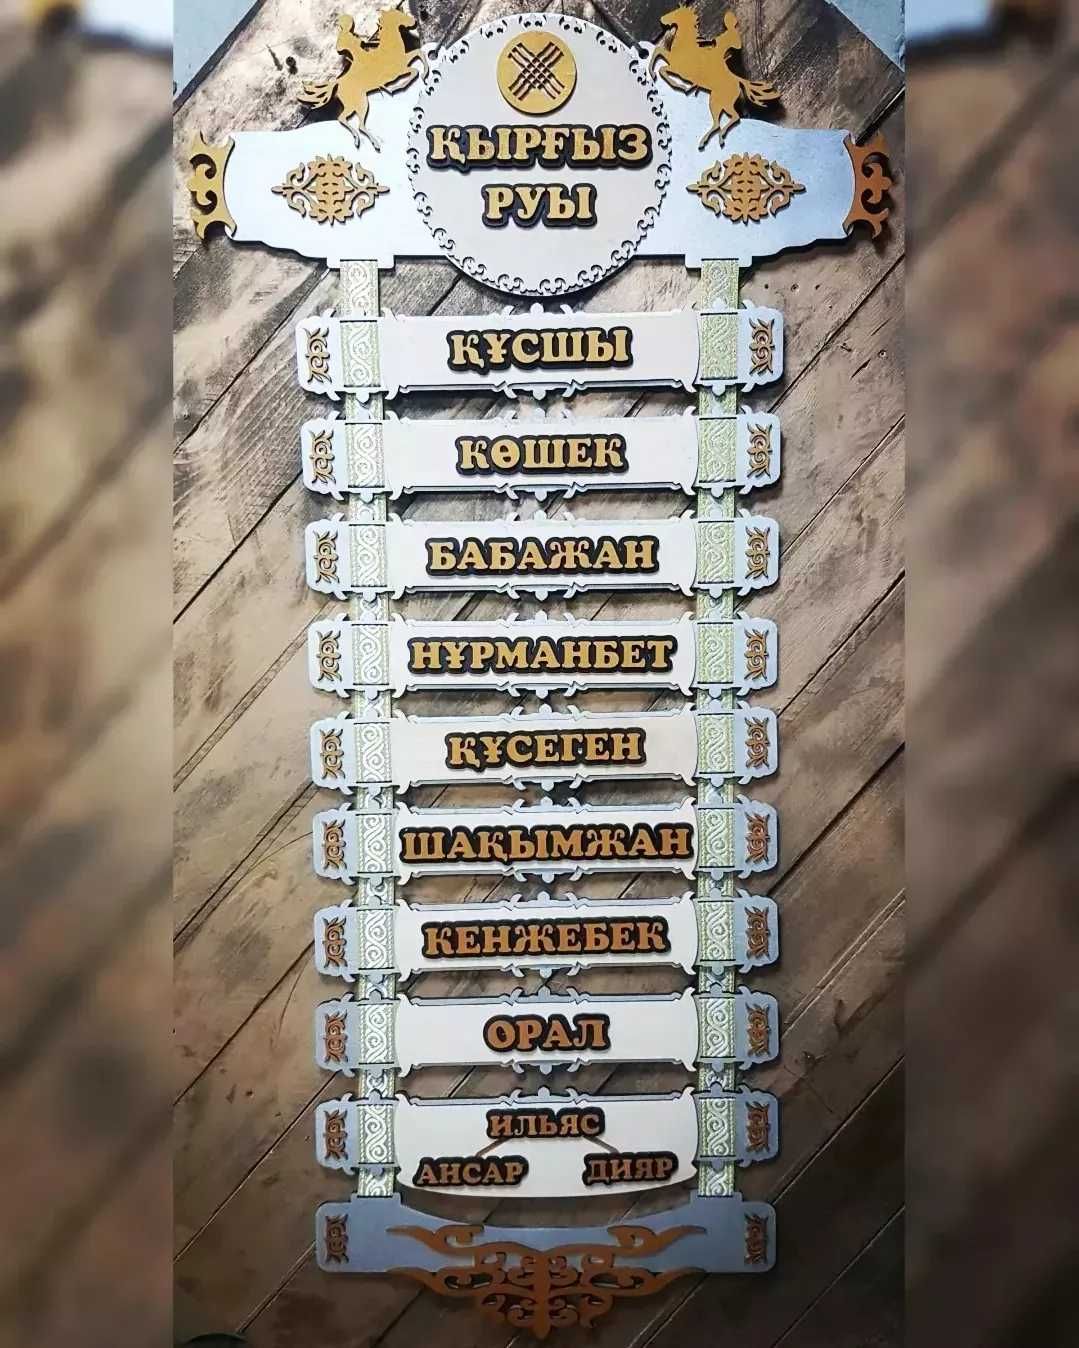 ҚЫРҒЫЗ
РУЫ
ҚҰСШЫ
КӨШЕК
БАБАЖАН
НҰРМАНБЕТ
ҚҰСЕГЕН
ШАҚЫМЖАН
КЕНЖЕБЕК
ОРАЛ
ИЛЬЯС
АНСАР ДИЯР